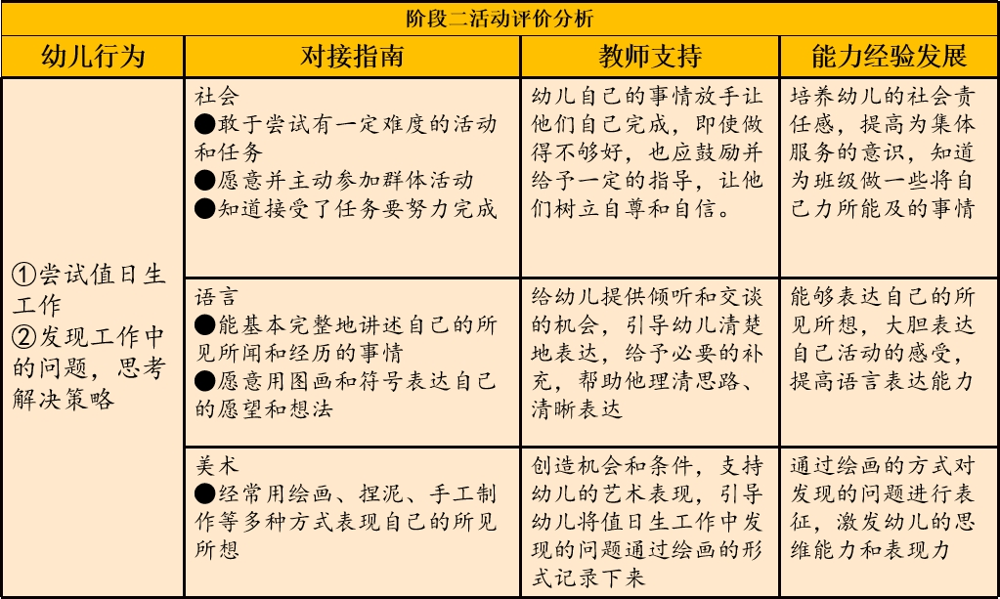 阶段二活动评价分析
幼儿行为
对接指南
教师支持
能力经验发展
①尝试值日生
工作
②发现工作中
的问题，思考
解决策略
社会
●敢于尝试有一定难度的活动
和任务
●愿意并主动参加群体活动
●知道接受了任务要努力完成
幼儿自己的事情放手让
他们自己完成，即使做
得不够好，也应鼓励并
给予一定的指导，让他
们树立自尊和自信。
培养幼儿的社会责
任感，提高为集体
服务的意识，知道
为班级做一些将自
己力所能及的事情
语言
●能基本完整地讲述自己的所
见所闻和经历的事情
●愿意用图画和符号表达自己
的愿望和想法
给幼儿提供倾听和交谈
的机会，引导幼儿清楚
地表达，给予必要的补
充，帮助他理清思路、
清晰表达
能够表达自己的所
见所想，大胆表达
自己活动的感受，
提高语言表达能力
美术
●经常用绘画、捏泥、手工制
作等多种方式表现自己的所见
所想
创造机会和条件，支持
幼儿的艺术表现，引导
幼儿将值日生工作中发
现的问题通过绘画的形
式记录下来
通过绘画的方式对
发现的问题进行表
征，激发幼儿的思
维能力和表现力